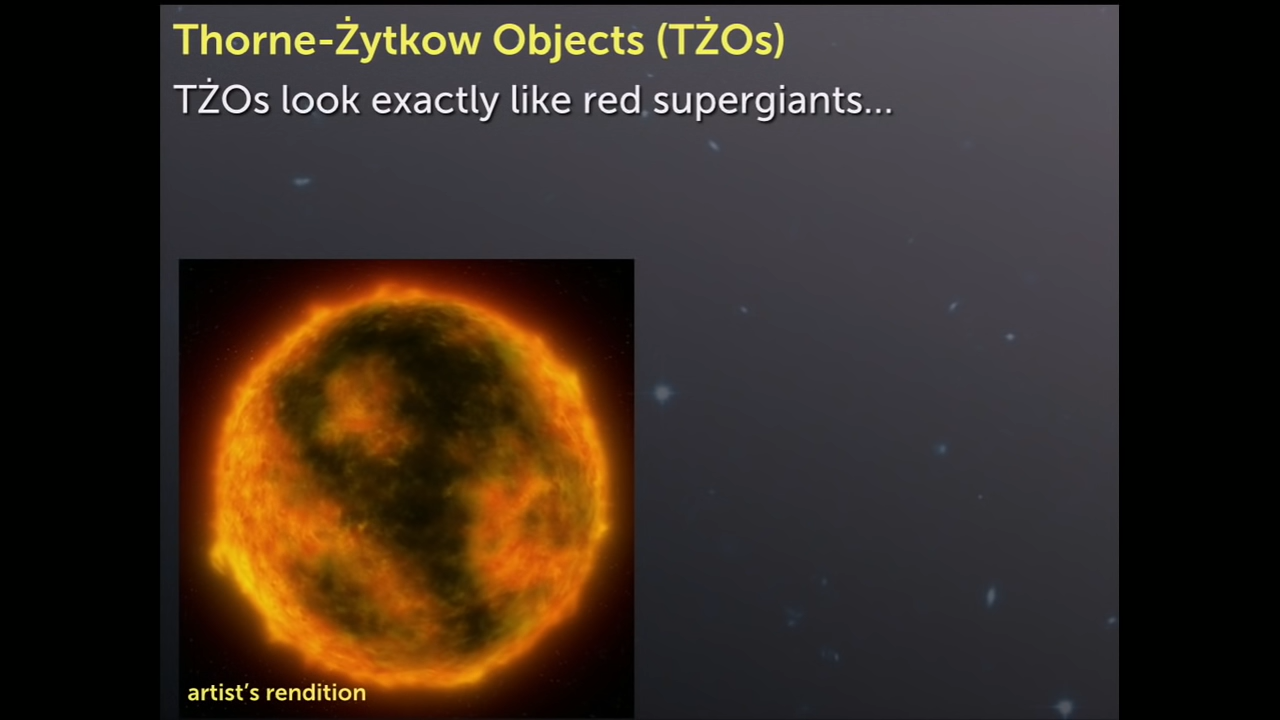 Thorne-Żytkow Objects (TŻOs)
TŻOs look exactly like red supergiants...
artist's rendition